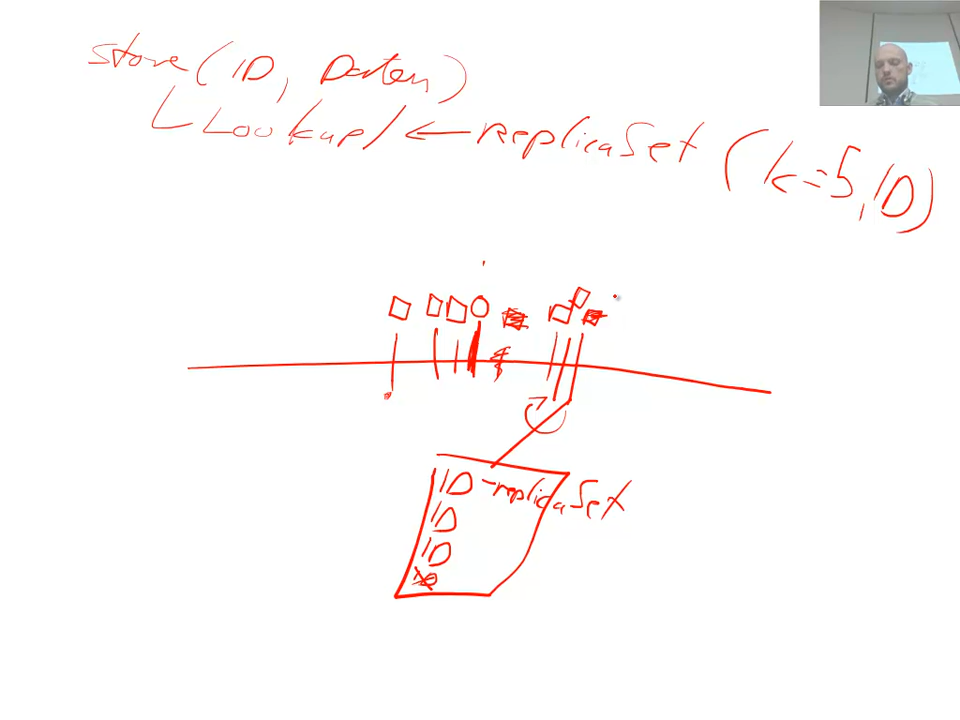 store(ID, Daten)
Lookup/ ← replicaSet (k=5,ID)
ID - replicaSet
ID
ID